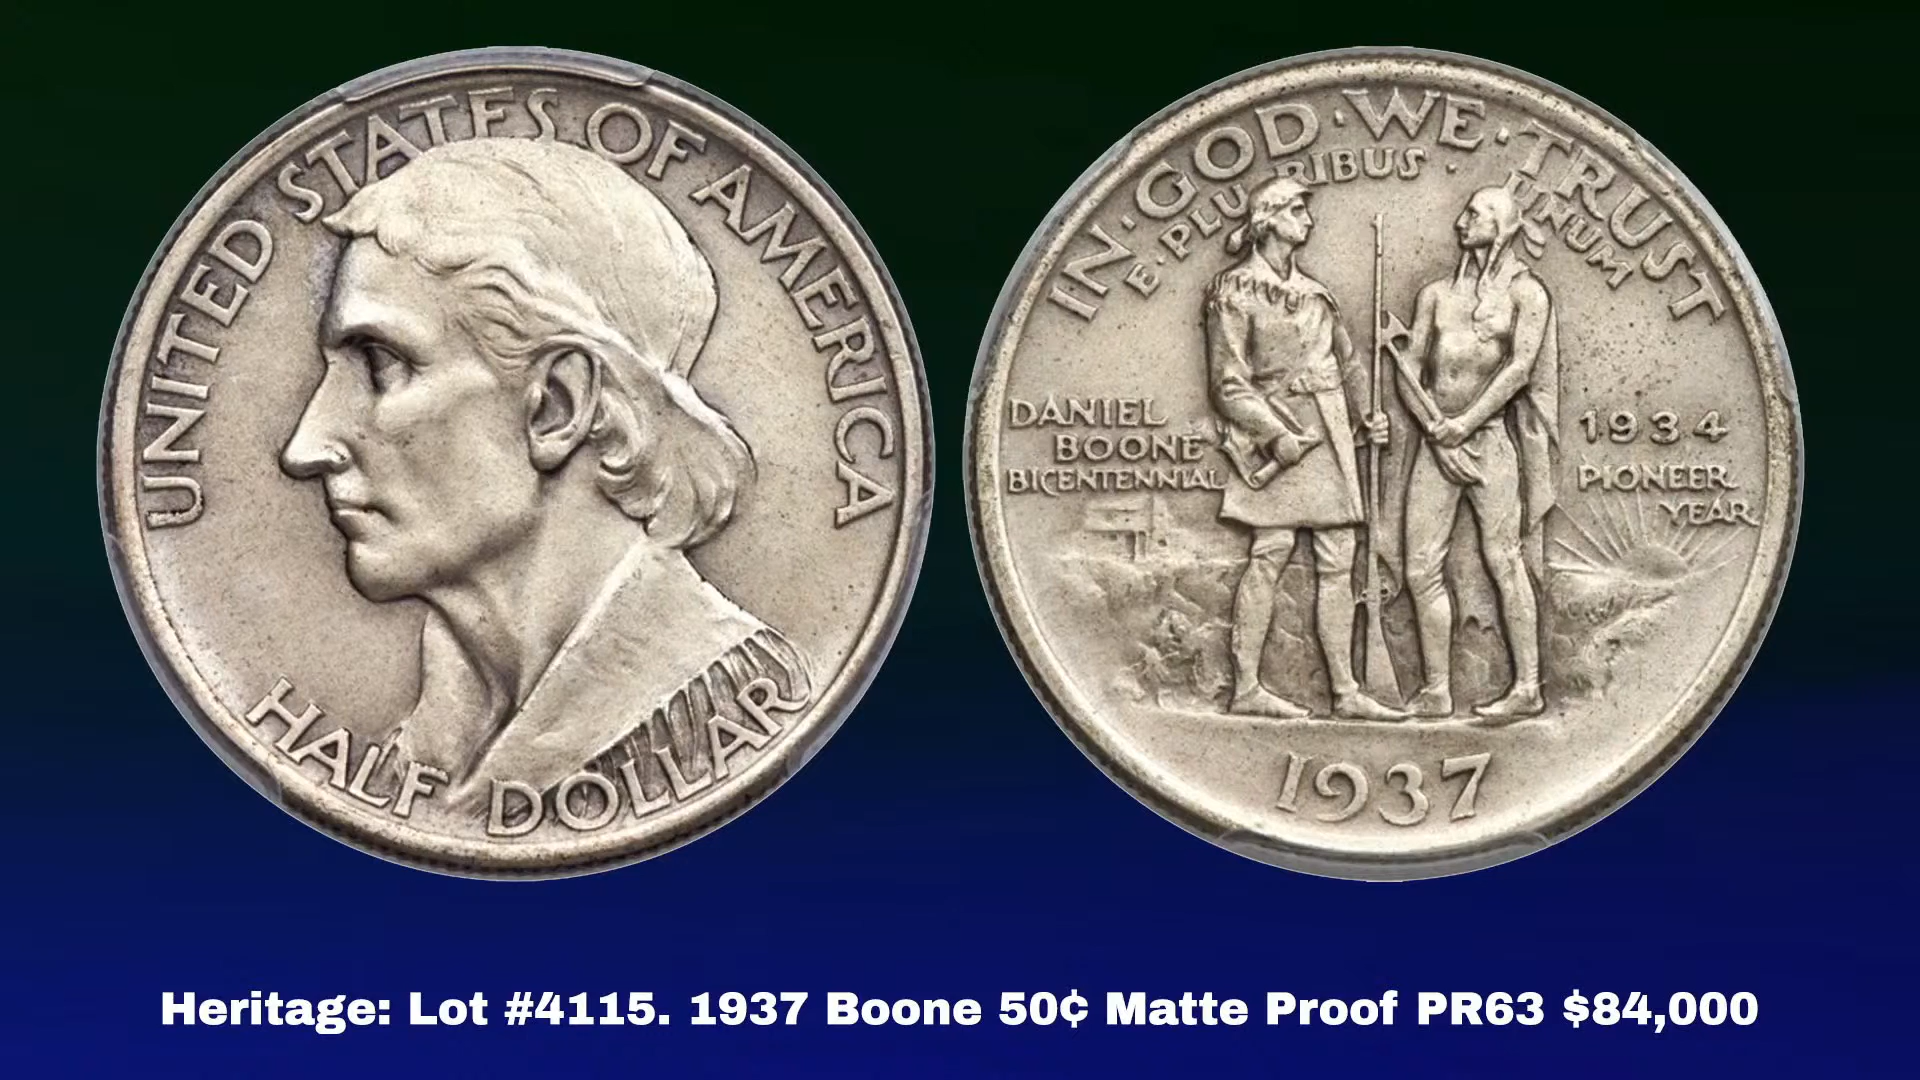 UNITED STATES OF AMERICA
HALF DOLLAR
IN · GOD · WE · TRUST
E · PLURIBUS · UNUM
DANIEL
BOONE
BICENTENNIAL
1934
PIONEER
YEAR
1937
Heritage: Lot #4115. 1937 Boone 50¢ Matte Proof PR63 $84,000